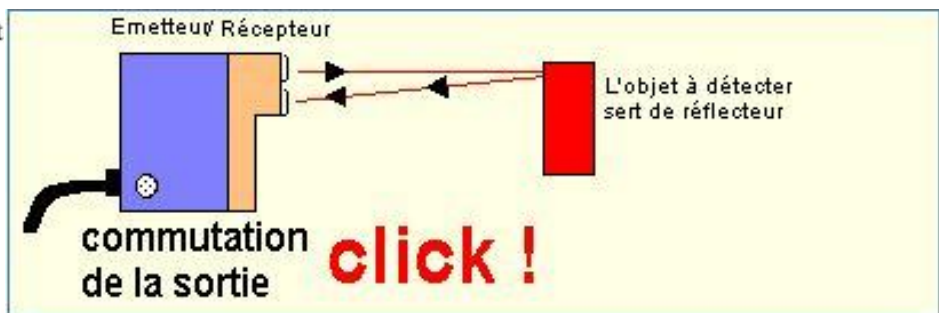 t
Emetteur/ Récepteur
L'objet à détecter
sert de réflecteur
commutation
de la sortie
click !